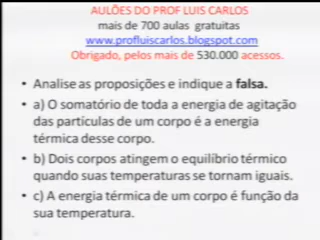 AULÕES DO PROF LUIS CARLOS
mais de 700 aulas gratuitas
www.profluiscarlos.blogspot.com
Obrigado, pelos mais de 530.000 acessos.
• Analise as proposições e indique a falsa.
• a) O somatório de toda a energia de agitação
das partículas de um corpo é a energia
térmica desse corpo.
• b) Dois corpos atingem o equilíbrio térmico
quando suas temperaturas se tornam iguais.
• c) A energia térmica de um corpo é função da
sua temperatura.